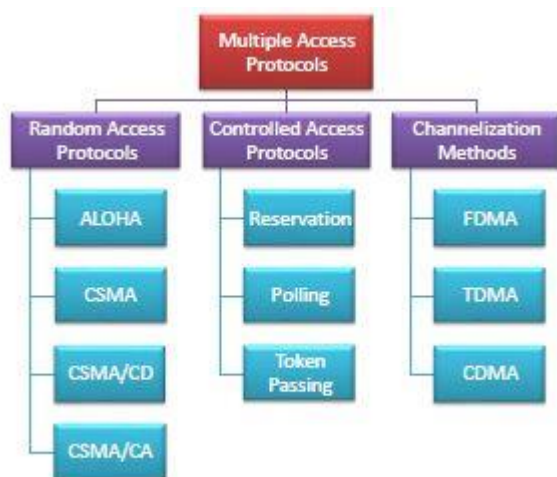 Multiple Access
Protocols
Random Access
Protocols
Controlled Access
Protocols
Channelization
Methods
ALOHA
Reservation
FDMA
CSMA
Polling
TDMA
CSMA/CD
Token
Passing
CDMA
CSMA/CA